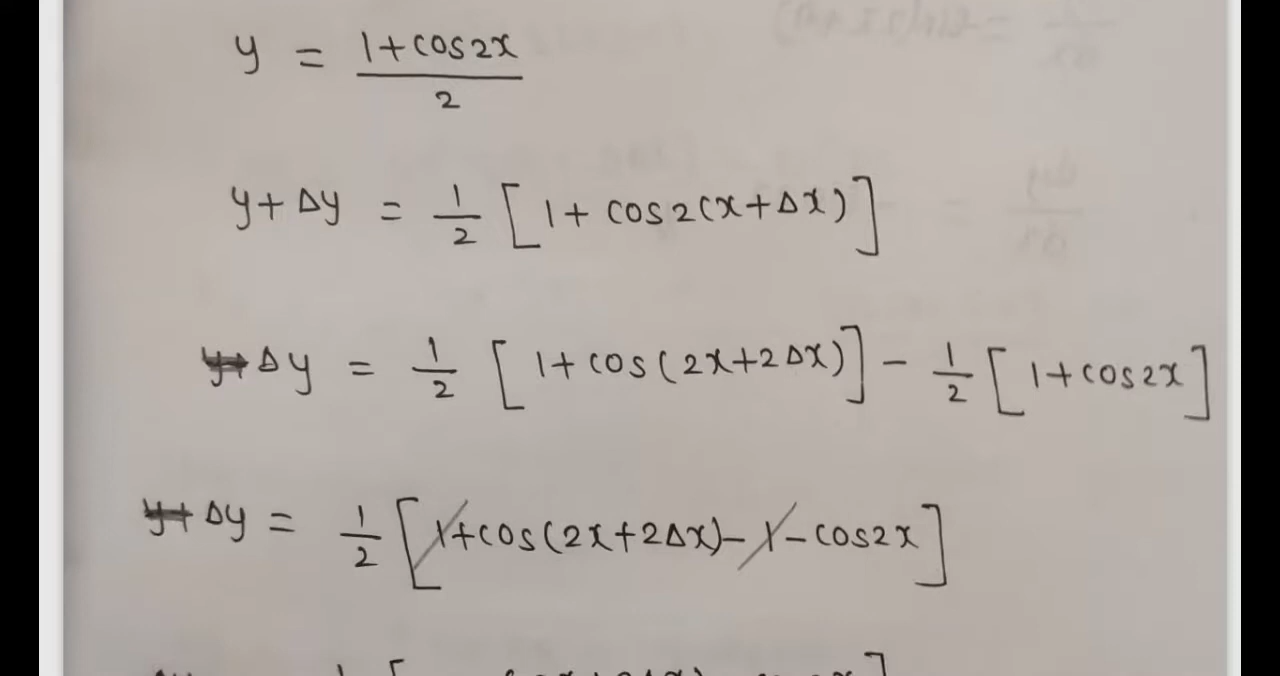 y = 1+cos2x / 2
y+Δy = 1/2 [1+ cos2(x+Δx)]
Δy = 1/2 [1+cos(2x+2Δx)] - 1/2 [1+cos2x]
Δy = 1/2 [1+cos(2x+2Δx)-1-cos2x]